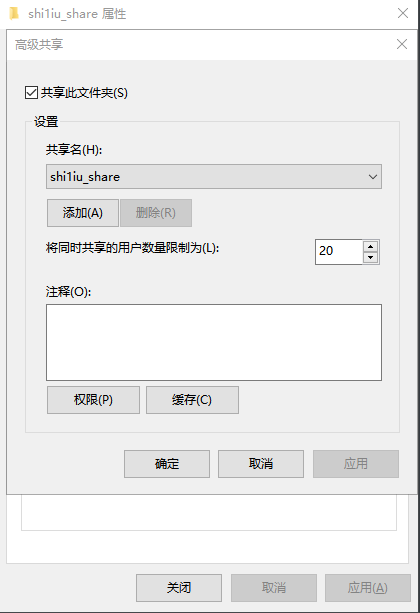 shi1iu_share 属性
高级共享
共享此文件夹(S)
设置
共享名(H):
shi1iu_share
添加(A) 删除(R)
将同时共享的用户数量限制为(L): 20
注释(O):
权限(P) 缓存(C)
确定 取消 应用
关闭 取消 应用(A)